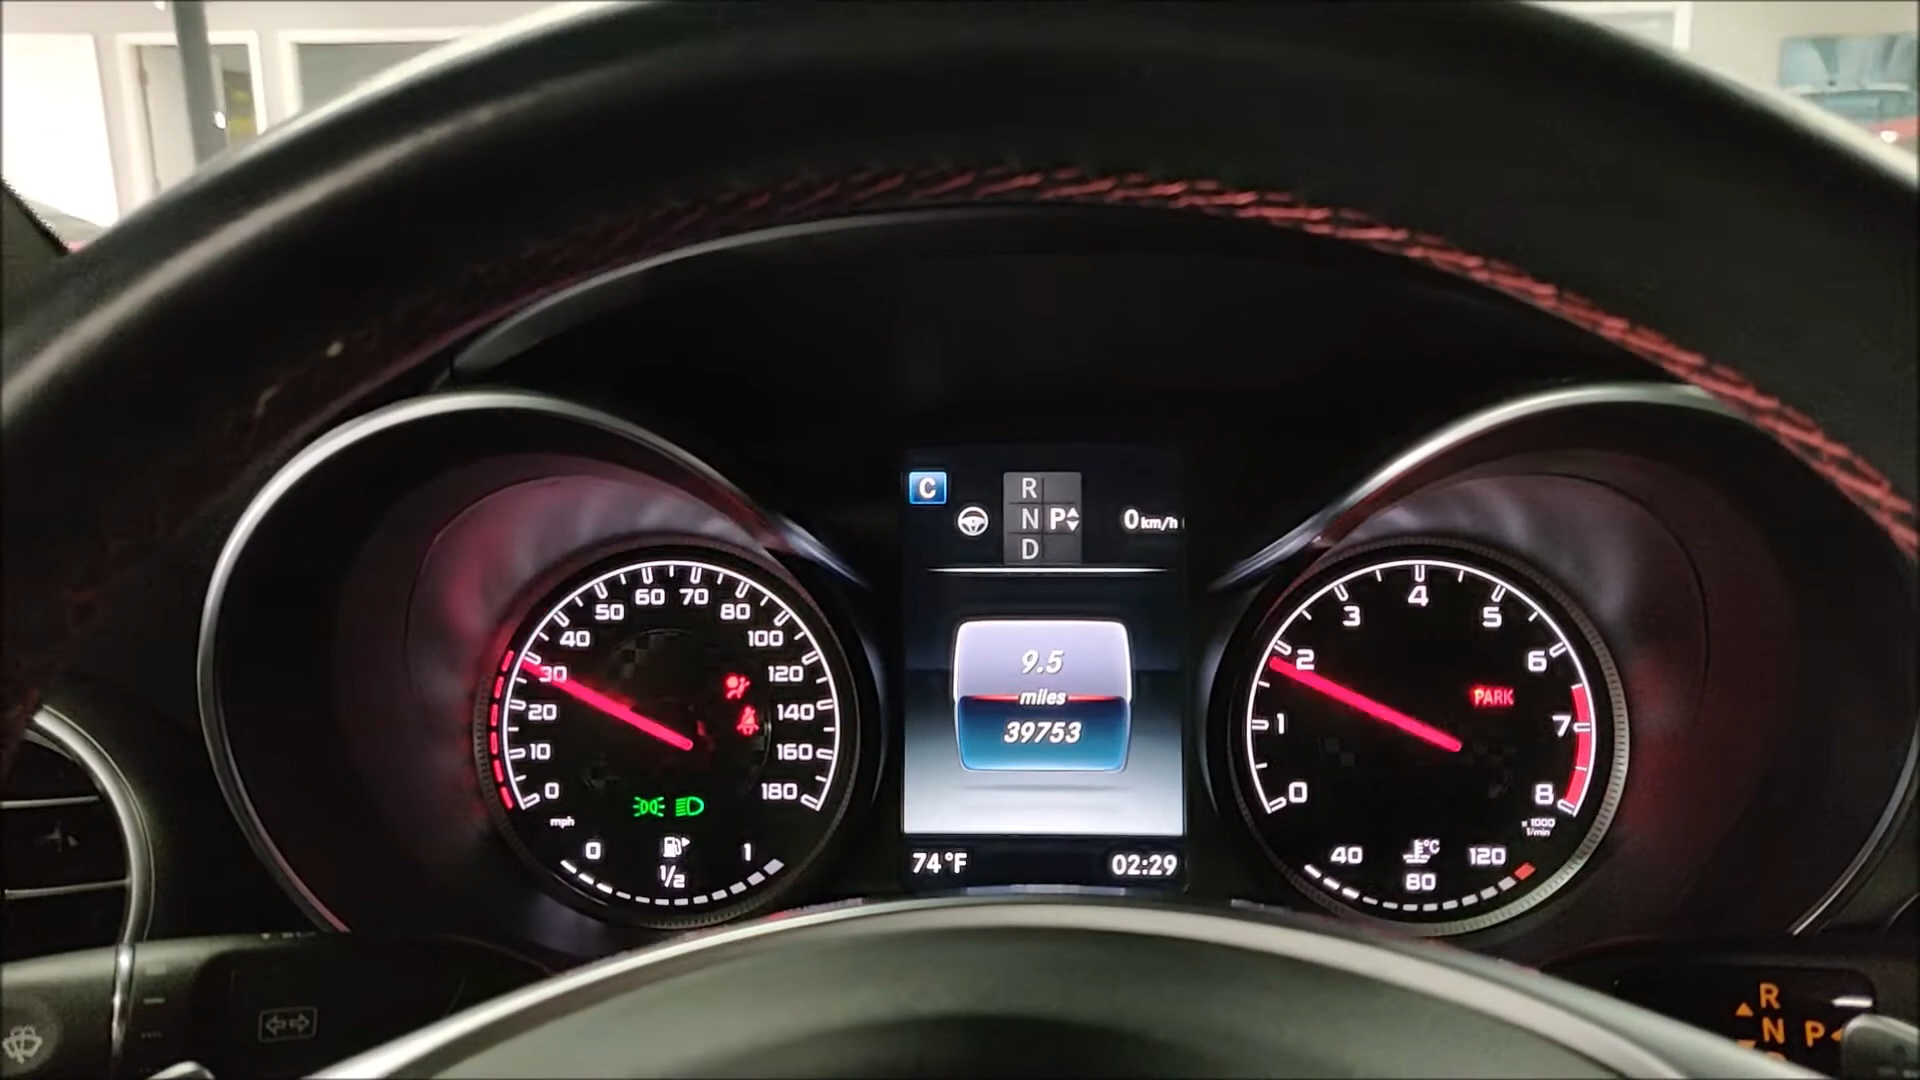 C
R
N P
D
0 km/h
0
10
20
30
40
50
60
70
80
100
120
140
160
180
mph
0 1/2 1
9.5
miles
39753
74°F 02:29
0
1
2
3
4
5
6
7
8
PARK
x 1000
1/min
40 80 120
°C
R
N P